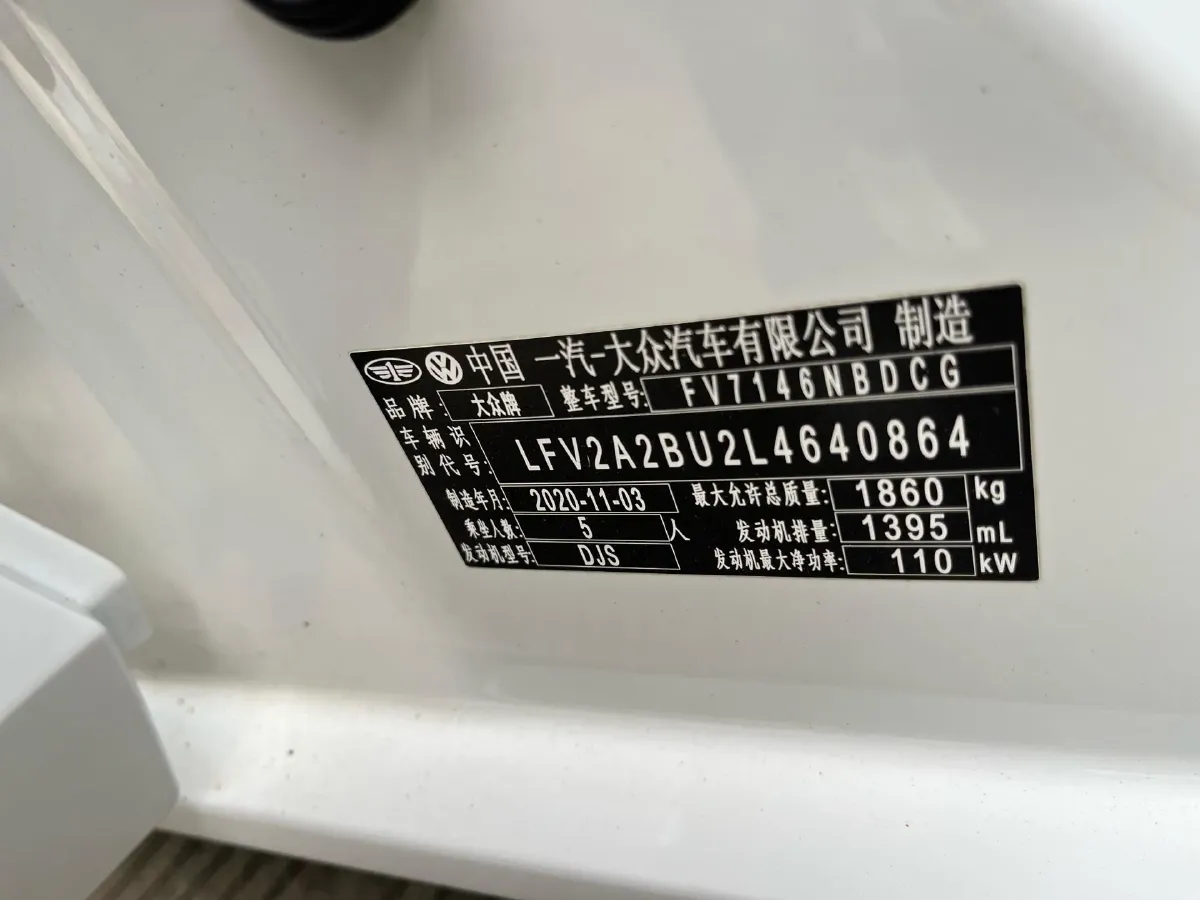 中国 一汽-大众汽车有限公司 制造
品牌: 大众牌 整车型号: FV7146NBDCG
车辆识别代号: LFV2A2BU2L4640864
制造年月: 2020-11-03 最大允许总质量: 1860 kg
乘坐人数: 5 人 发动机排量: 1395 mL
发动机型号: DJS 发动机最大净功率: 110 kW